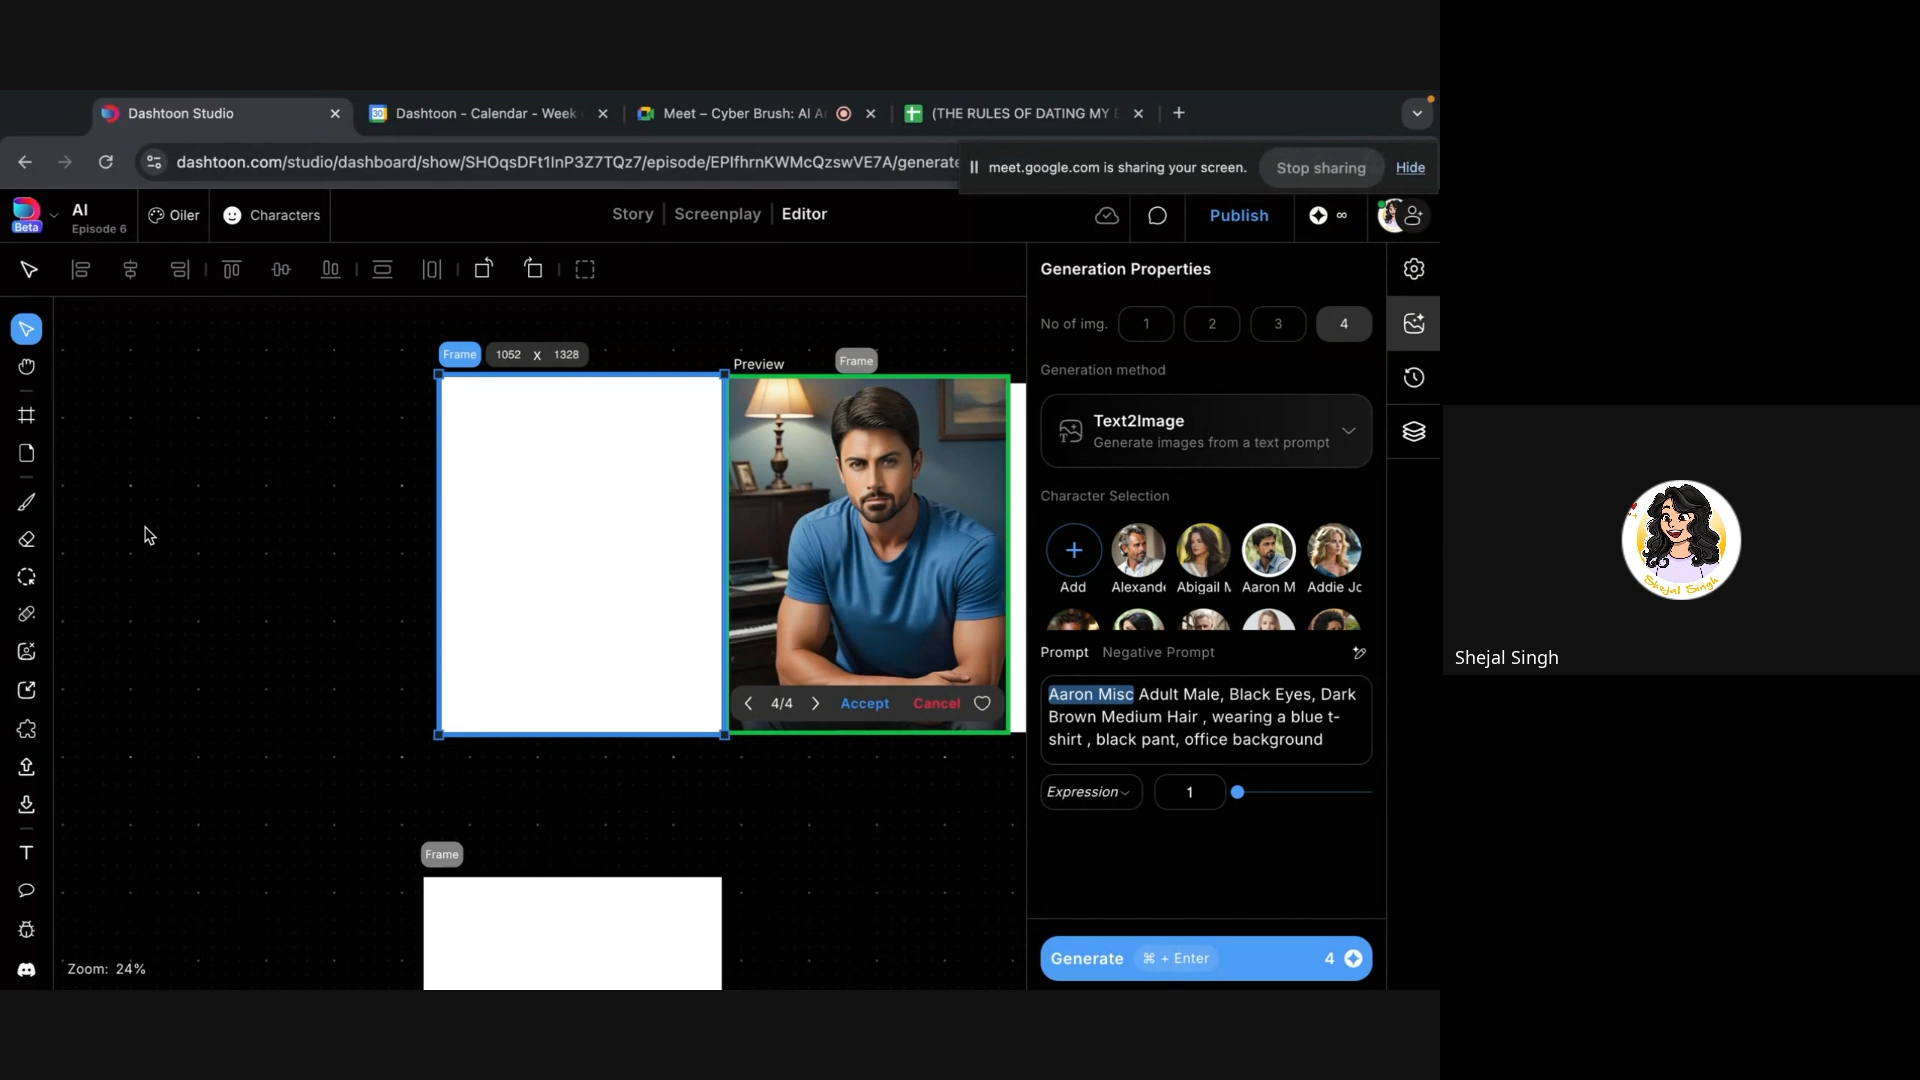 Dashtoon Studio
Dashtoon - Calendar - Week
Meet – Cyber Brush: AI A
(THE RULES OF DATING MY B
dashtoon.com/studio/dashboard/show/SHOqsDFt1lnP3Z7TQz7/episode/EPIfhrnKWMcQzswVE7A/generate
meet.google.com is sharing your screen.
Stop sharing
Hide
Beta
AI
Episode 6
Oiler
Characters
Story
Screenplay
Editor
Publish
∞
Generation Properties
No of img.
1
2
3
4
Generation method
Text2Image
Generate images from a text prompt
Character Selection
Add
Alexande
Abigail M
Aaron M
Addie Jo
Prompt
Negative Prompt
Aaron Misc Adult Male, Black Eyes, Dark
Brown Medium Hair , wearing a blue t-
shirt , black pant, office background
Expression
1
Generate
⌘ + Enter
4
Frame
1052 X 1328
Preview
Frame
4/4
Accept
Cancel
Frame
T
Zoom: 24%
Shejal Singh
Shejal Singh